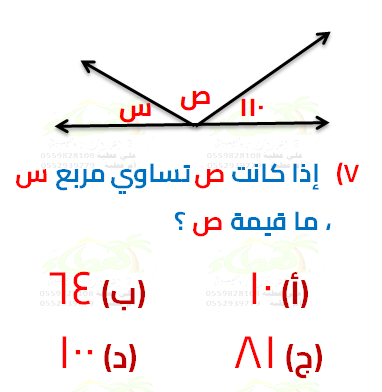 س ص ١١٠
٧) إذا كانت ص تساوي مربع س
، ما قيمة ص ؟
(أ) ١٠ (ب) ٦٤
(ج) ٨١ (د) ١٠٠